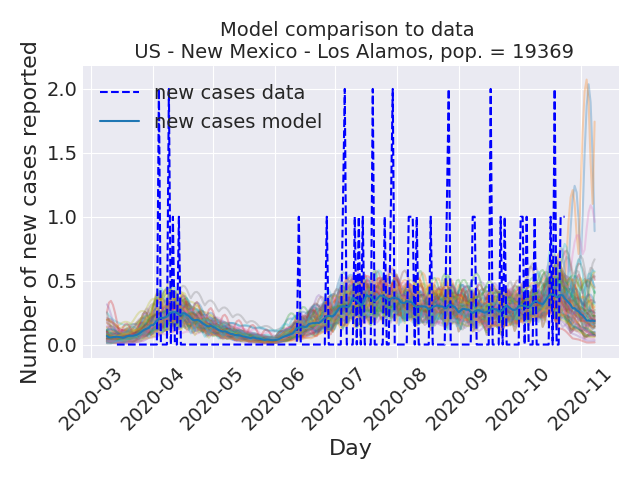 Model comparison to data
US - New Mexico - Los Alamos, pop. = 19369
Number of new cases reported
2.0
1.5
1.0
0.5
0.0
new cases data
new cases model
2020-03
2020-04
2020-05
2020-06
2020-07
2020-08
2020-09
2020-10
2020-11
Day